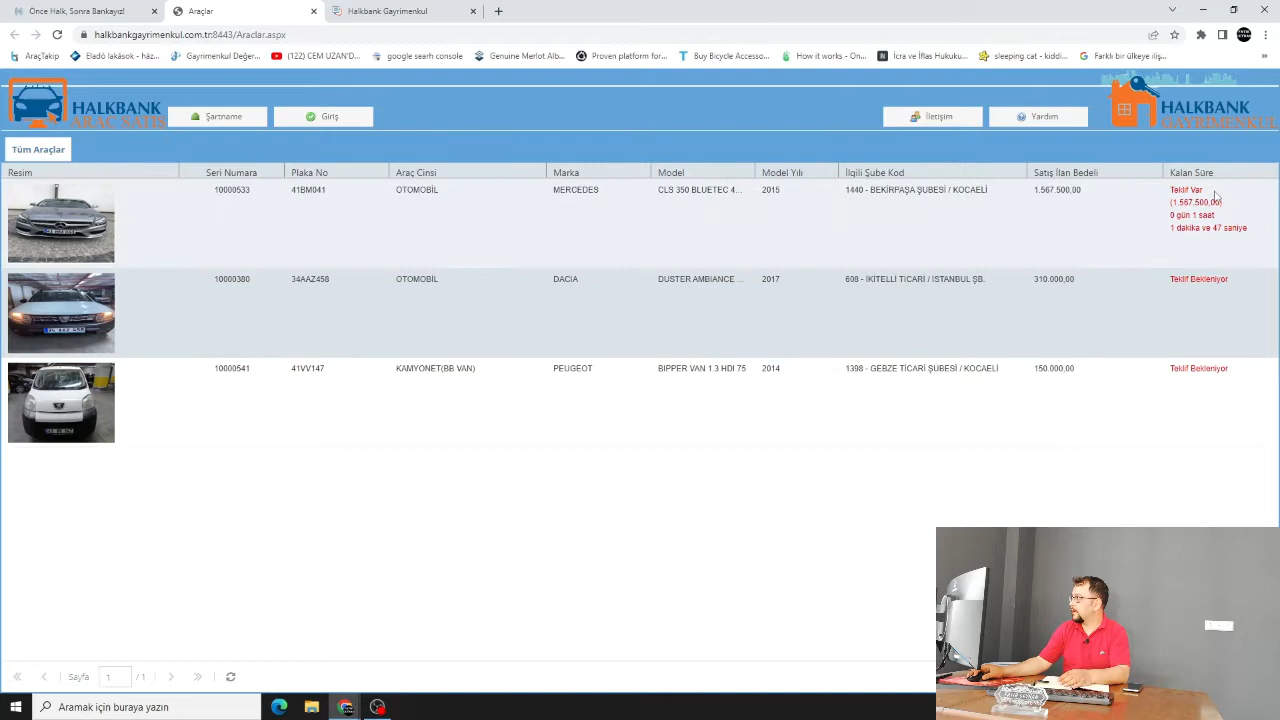 Önce Halk, Sonra Bankayız!
Araçlar
Halkbank Gayrimenkul
halkbankgayrimenkul.com.tr:8443/Araclar.aspx
AraçTakip
Eladó lakások - ház...
Gayrimenkul Değer...
(122) CEM UZAN'D...
google searh console
Genuine Merlot Alb...
Proven platform for...
Buy Bicycle Accesso...
How it works - On...
İcra ve İflas Hukuku...
sleeping cat - kiddi...
Farklı bir ülkeye iliş...
HALKBANK
ARAÇ SATIŞ
Şartname
Giriş
İletişim
Yardım
HALKBANK
GAYRİMENKUL
Tüm Araçlar
Resim Seri Numara Plaka No Araç Cinsi Marka Model Model Yılı İlgili Şube Kod Satış İlan Bedeli Kalan Süre
10000533 41BM041 OTOMOBİL MERCEDES CLS 350 BLUETEC 4... 2015 1440 - BEKİRPAŞA ŞUBESİ / KOCAELİ 1.567.500,00 Teklif Var
(1.567.500,00)
0 gün 1 saat
1 dakika ve 47 saniye
10000380 34AAZ458 OTOMOBİL DACIA DUSTER AMBIANCE ... 2017 608 - İKİTELLİ TİCARİ / İSTANBUL ŞB. 310.000,00 Teklif Bekleniyor
10000541 41VV147 KAMYONET(BB VAN) PEUGEOT BIPPER VAN 1.3 HDI 75 2014 1398 - GEBZE TİCARİ ŞUBESİ / KOCAELİ 150.000,00 Teklif Bekleniyor
Sayfa 1 / 1
Aramak için buraya yazın